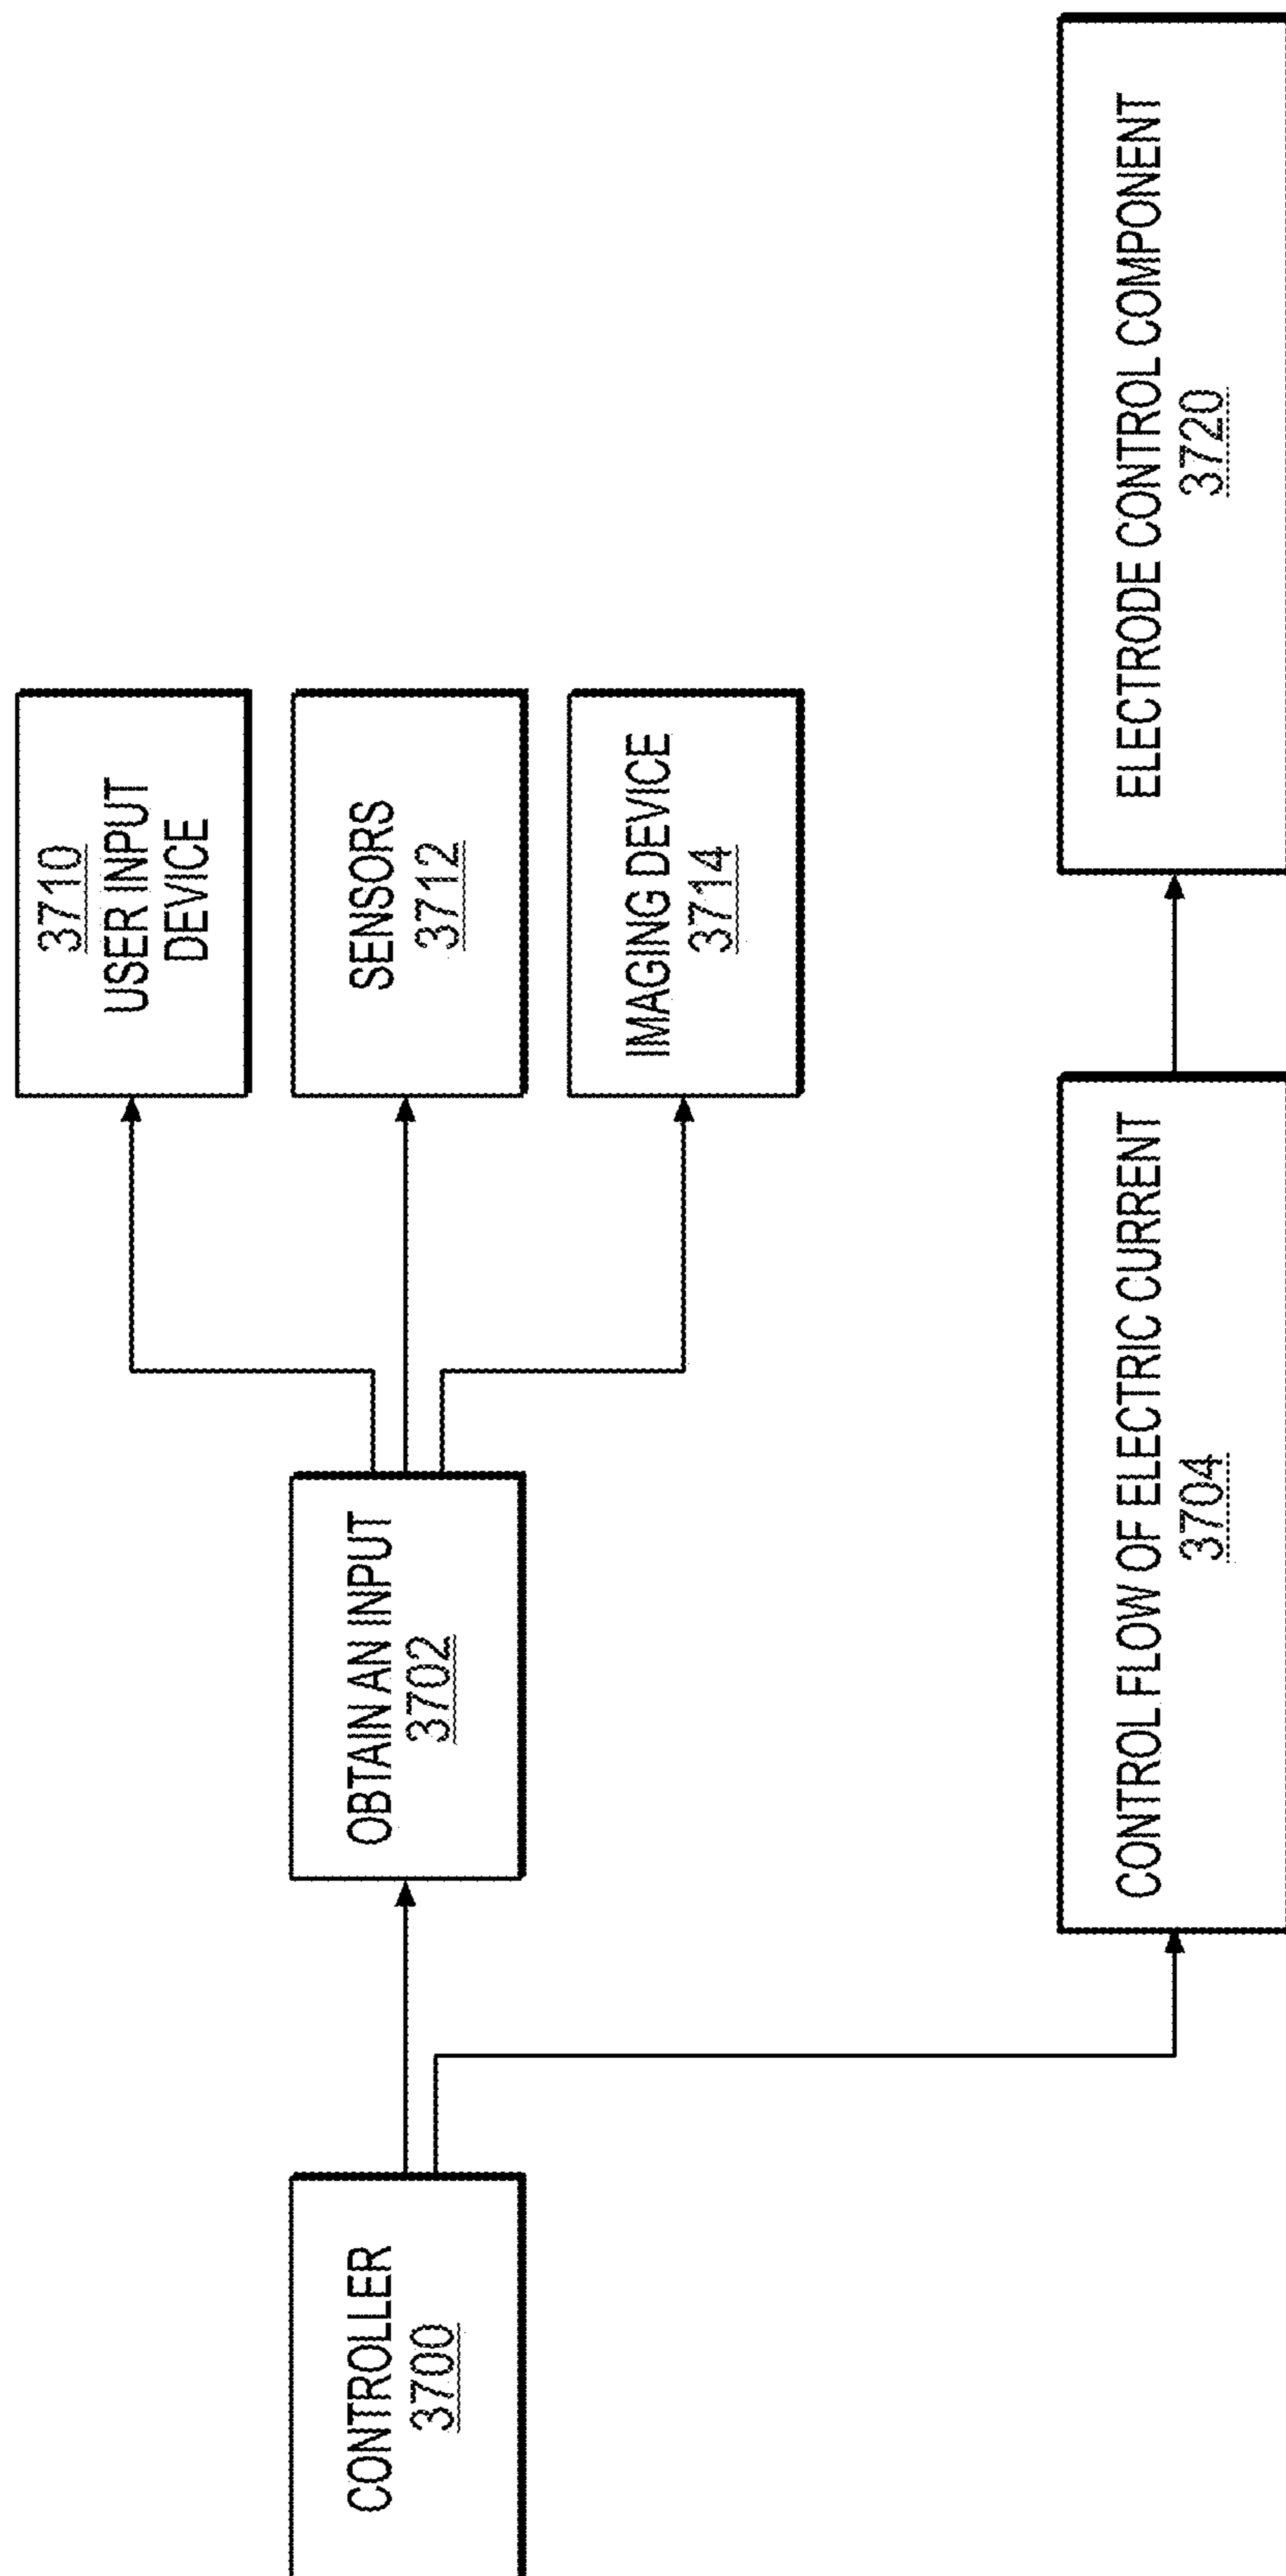 CONTROLLER
3700
OBTAIN AN INPUT
3702
3710
USER INPUT
DEVICE
SENSORS
3712
IMAGING DEVICE
3714
CONTROL FLOW OF ELECTRIC CURRENT
3704
ELECTRODE CONTROL COMPONENT
3720